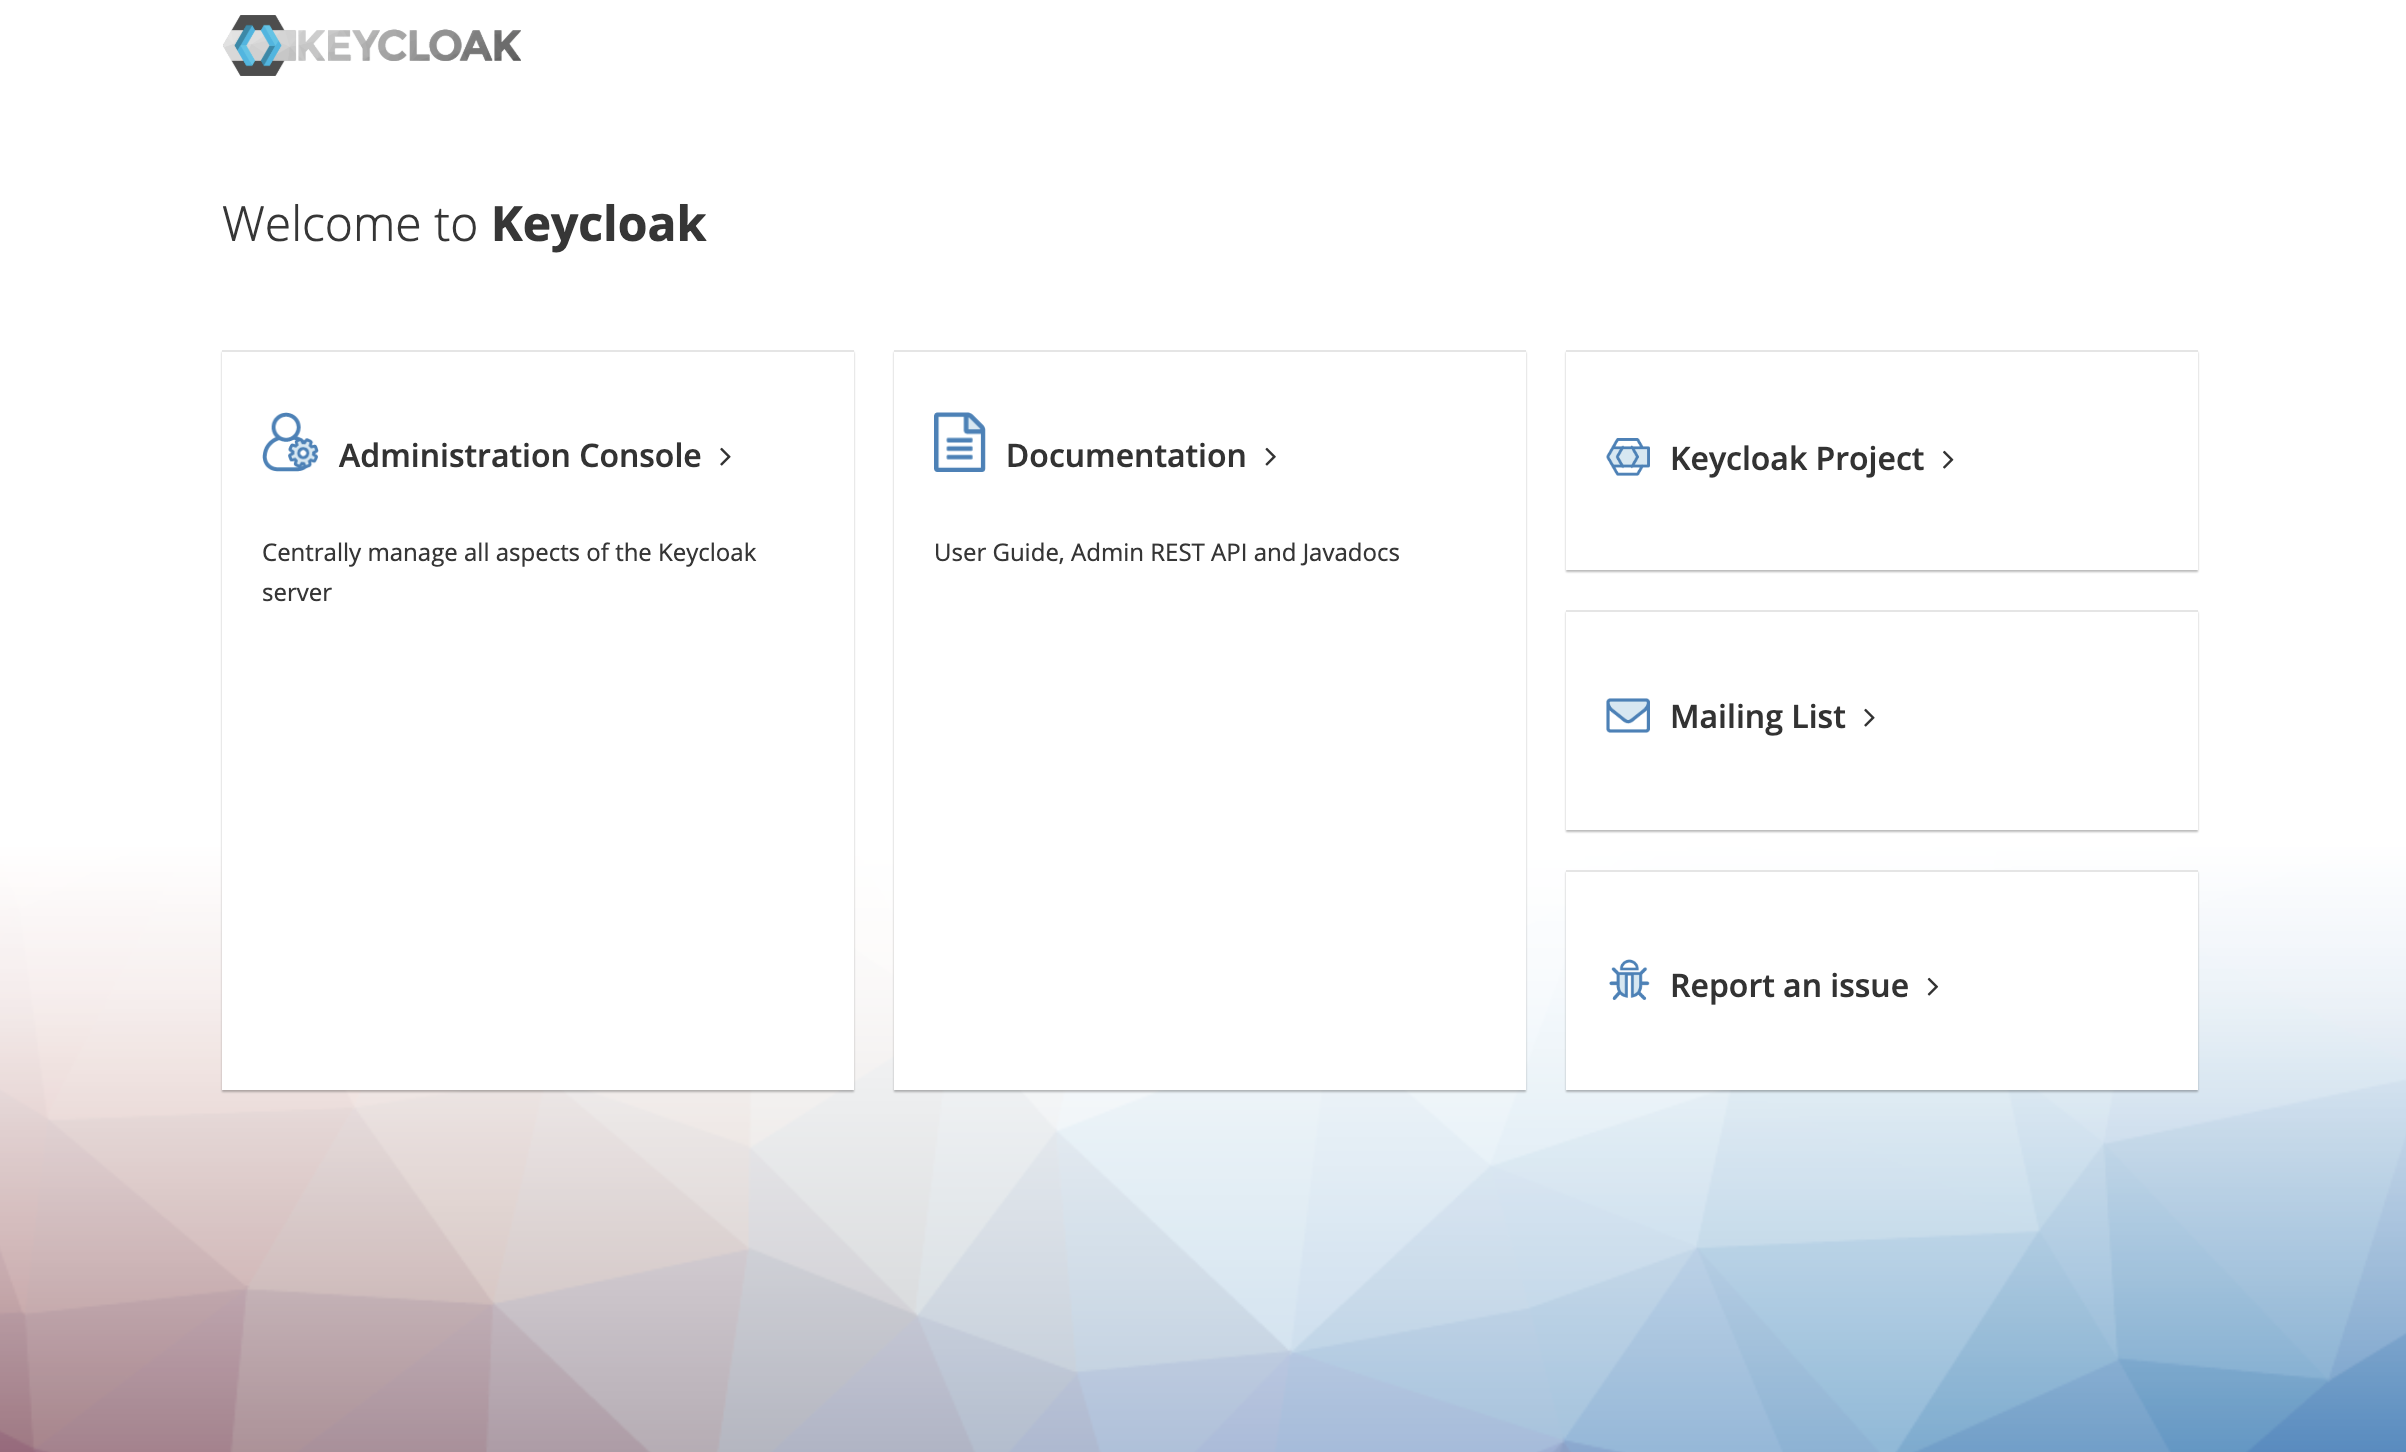 KEYCLOAK
Welcome to Keycloak
Administration Console
Centrally manage all aspects of the Keycloak
server
Documentation
User Guide, Admin REST API and Javadocs
Keycloak Project
Mailing List
Report an issue